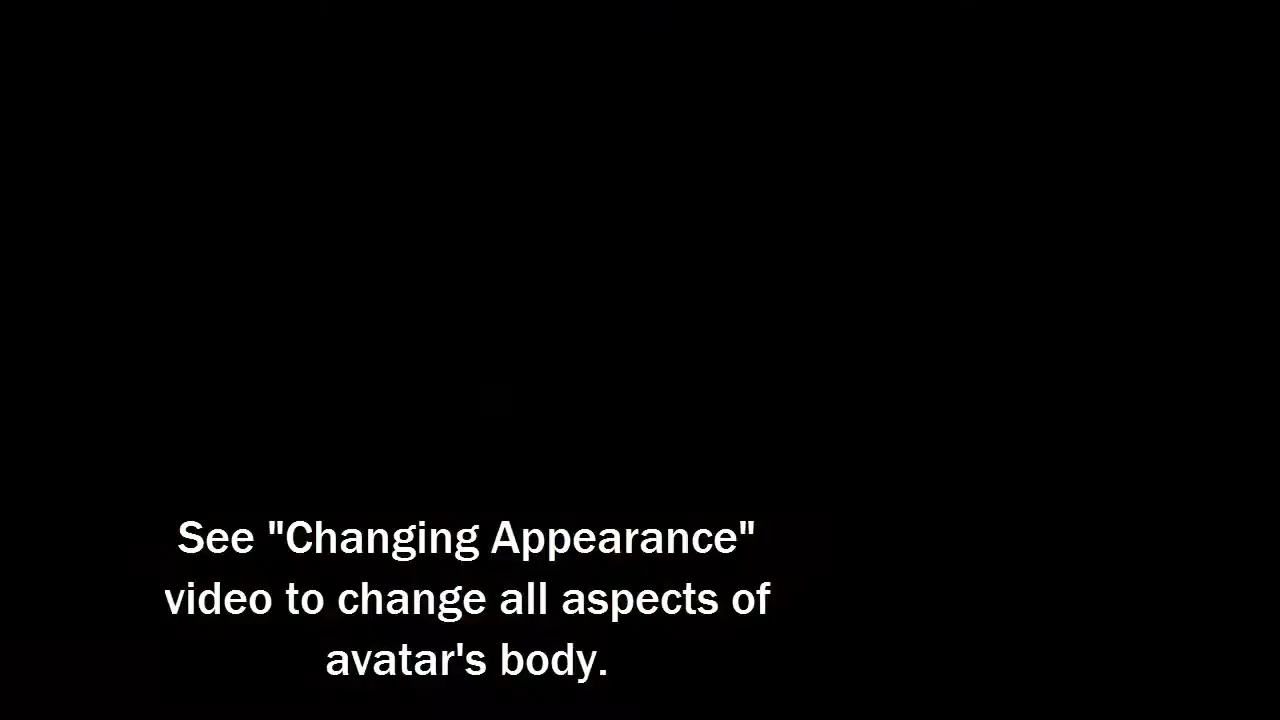 See "Changing Appearance"
video to change all aspects of
avatar's body.